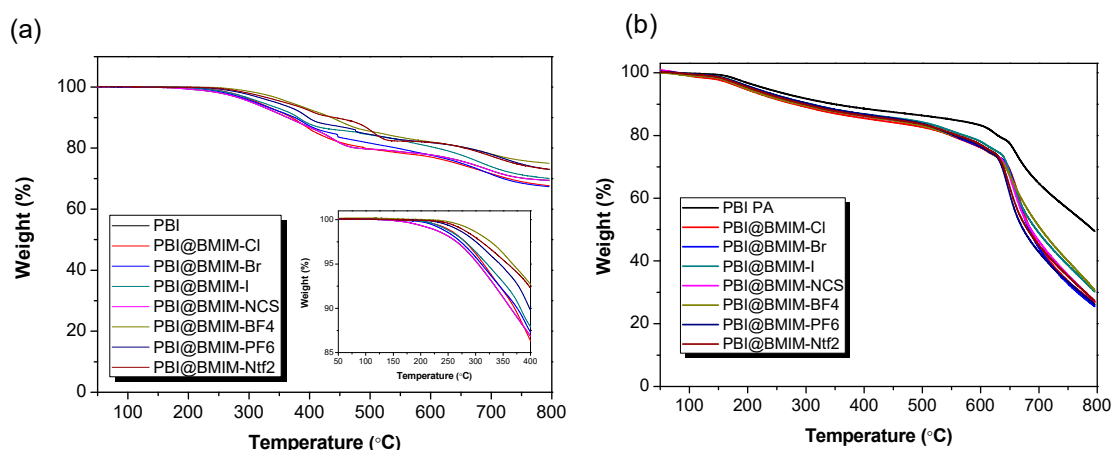 (a)
Weight (%)
100
80
60
40
20
0
PBI
PBI@BMIM-Cl
PBI@BMIM-Br
PBI@BMIM-I
PBI@BMIM-NCS
PBI@BMIM-BF4
PBI@BMIM-PF6
PBI@BMIM-Ntf2
Weight (%)
100
95
90
85
50 100 150 200 250 300 350 400
Temperature (°C)
100 200 300 400 500 600 700 800
Temperature (°C)
(b)
Weight (%)
100
80
60
40
20
0
PBI PA
PBI@BMIM-Cl
PBI@BMIM-Br
PBI@BMIM-I
PBI@BMIM-NCS
PBI@BMIM-BF4
PBI@BMIM-PF6
PBI@BMIM-Ntf2
100 200 300 400 500 600 700 800
Temperature (°C)